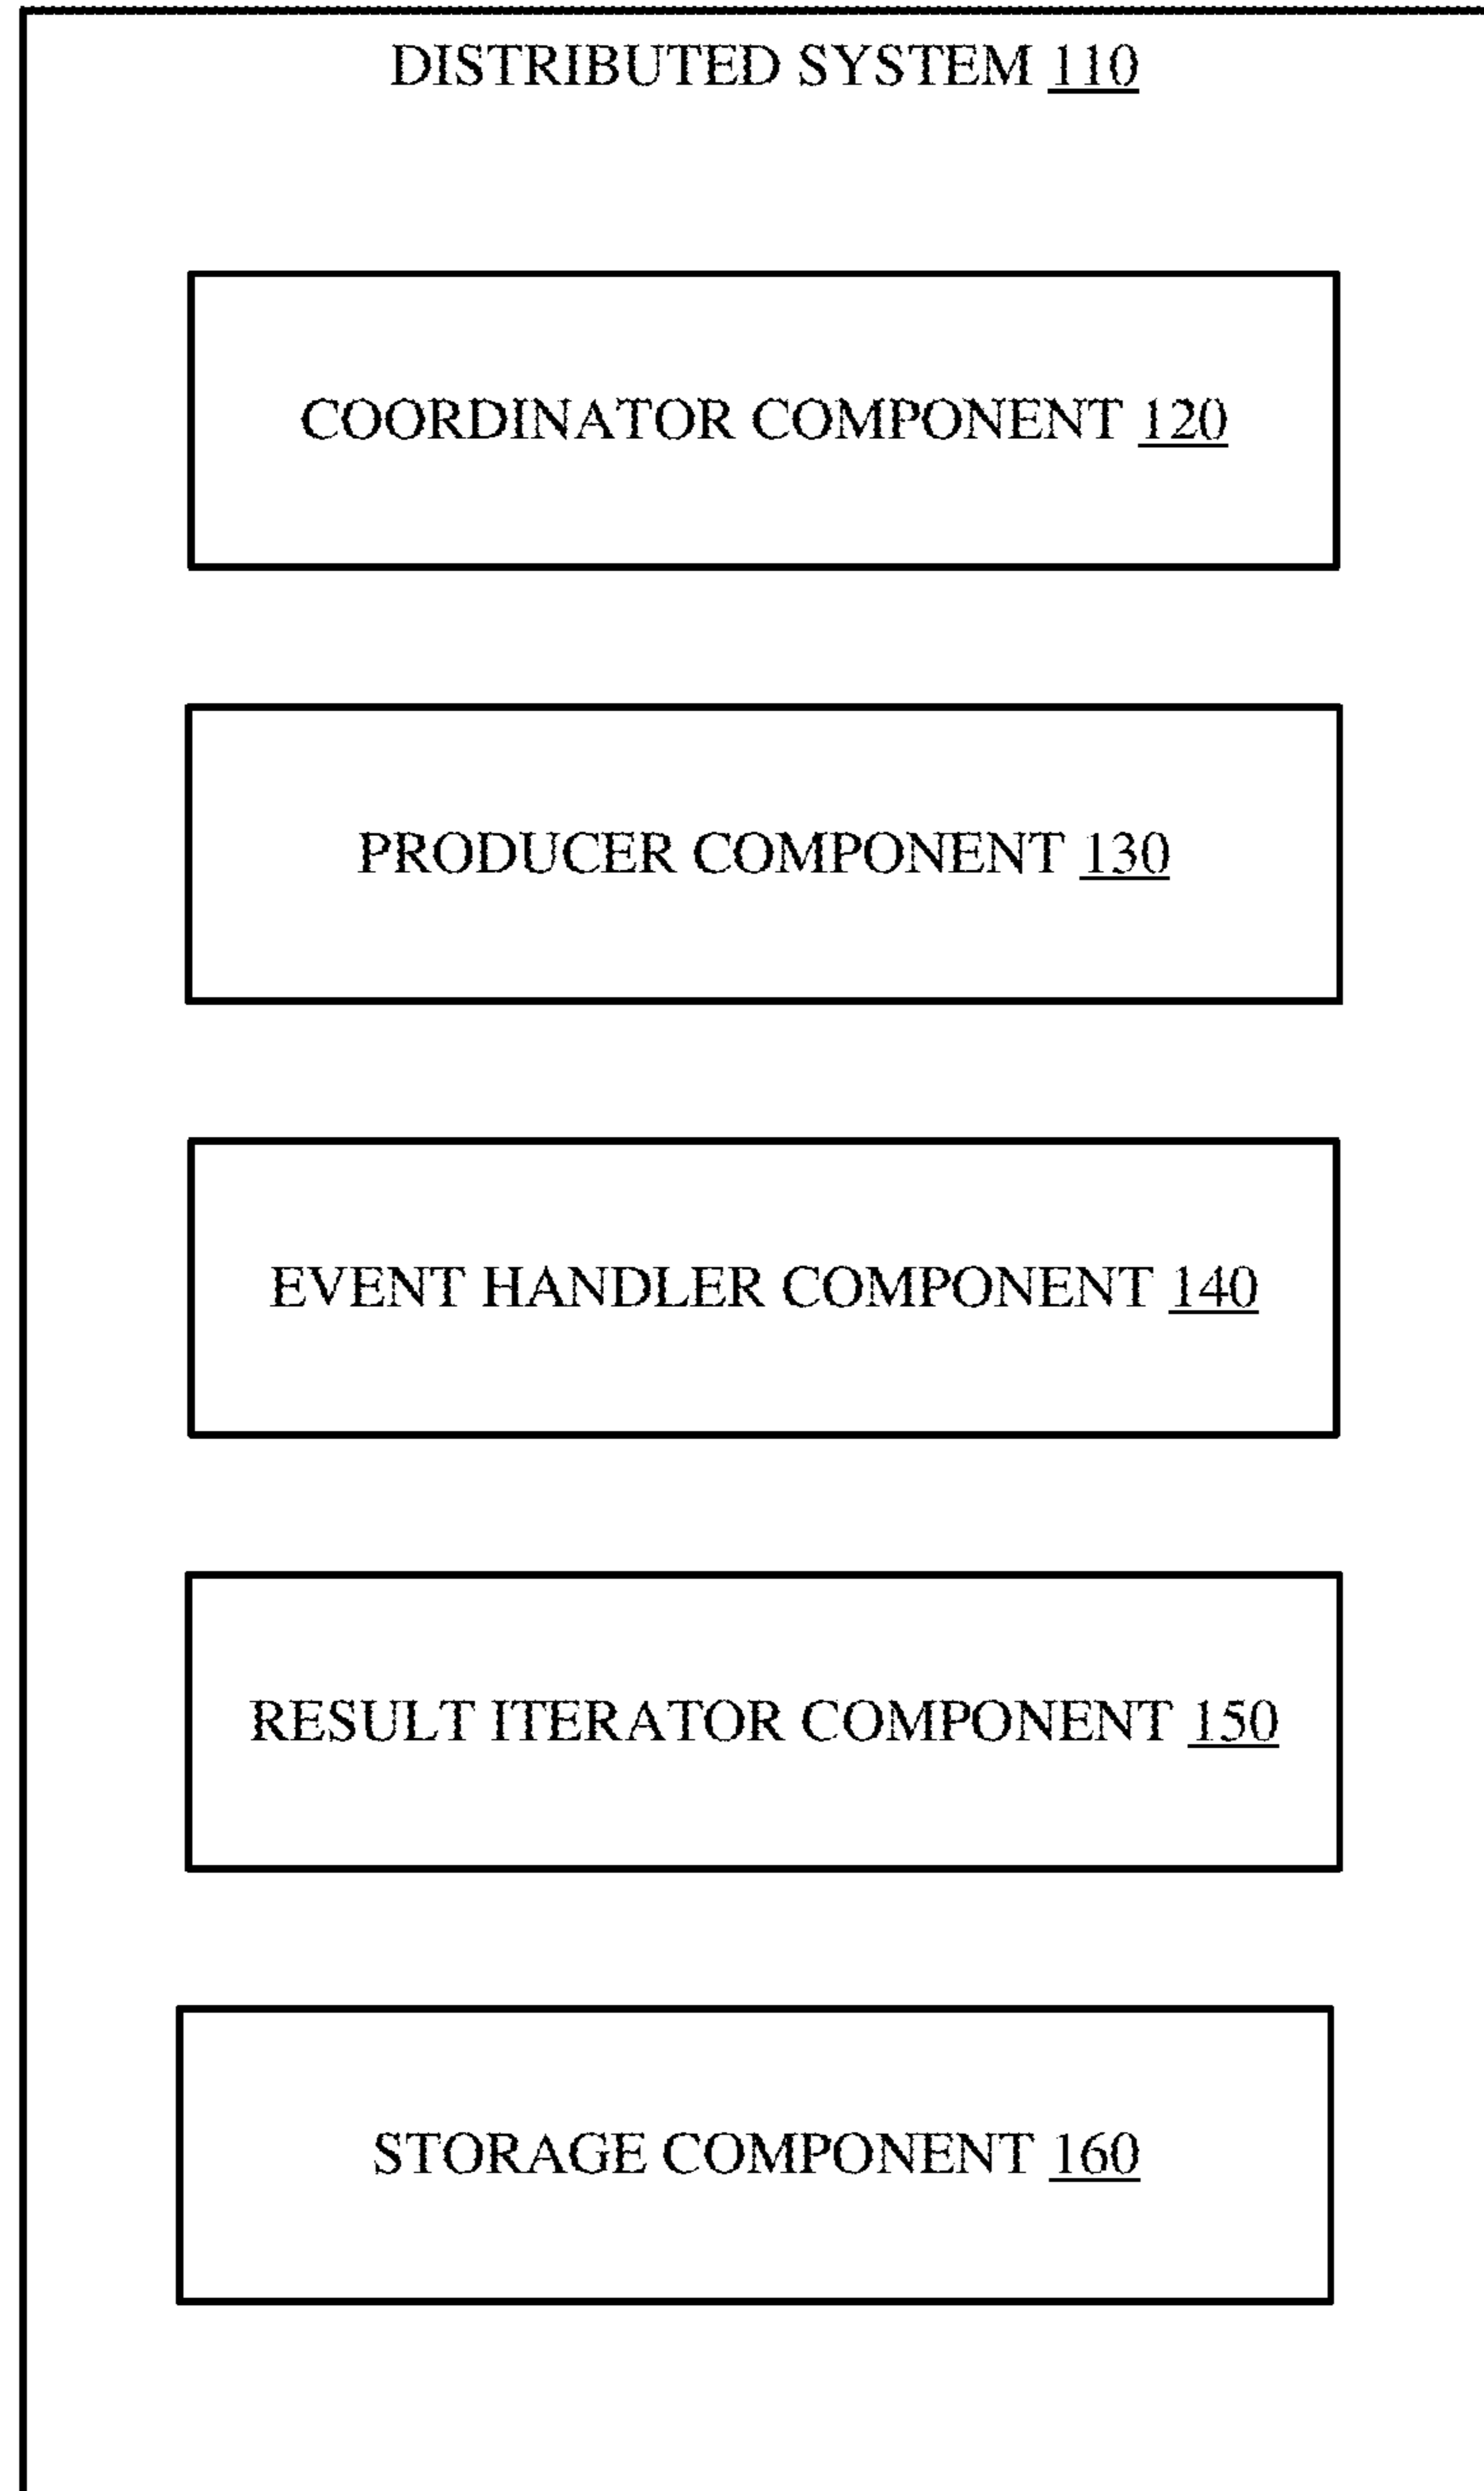 DISTRIBUTED SYSTEM 110
COORDINATOR COMPONENT 120
PRODUCER COMPONENT 130
EVENT HANDLER COMPONENT 140
RESULT ITERATOR COMPONENT 150
STORAGE COMPONENT 160